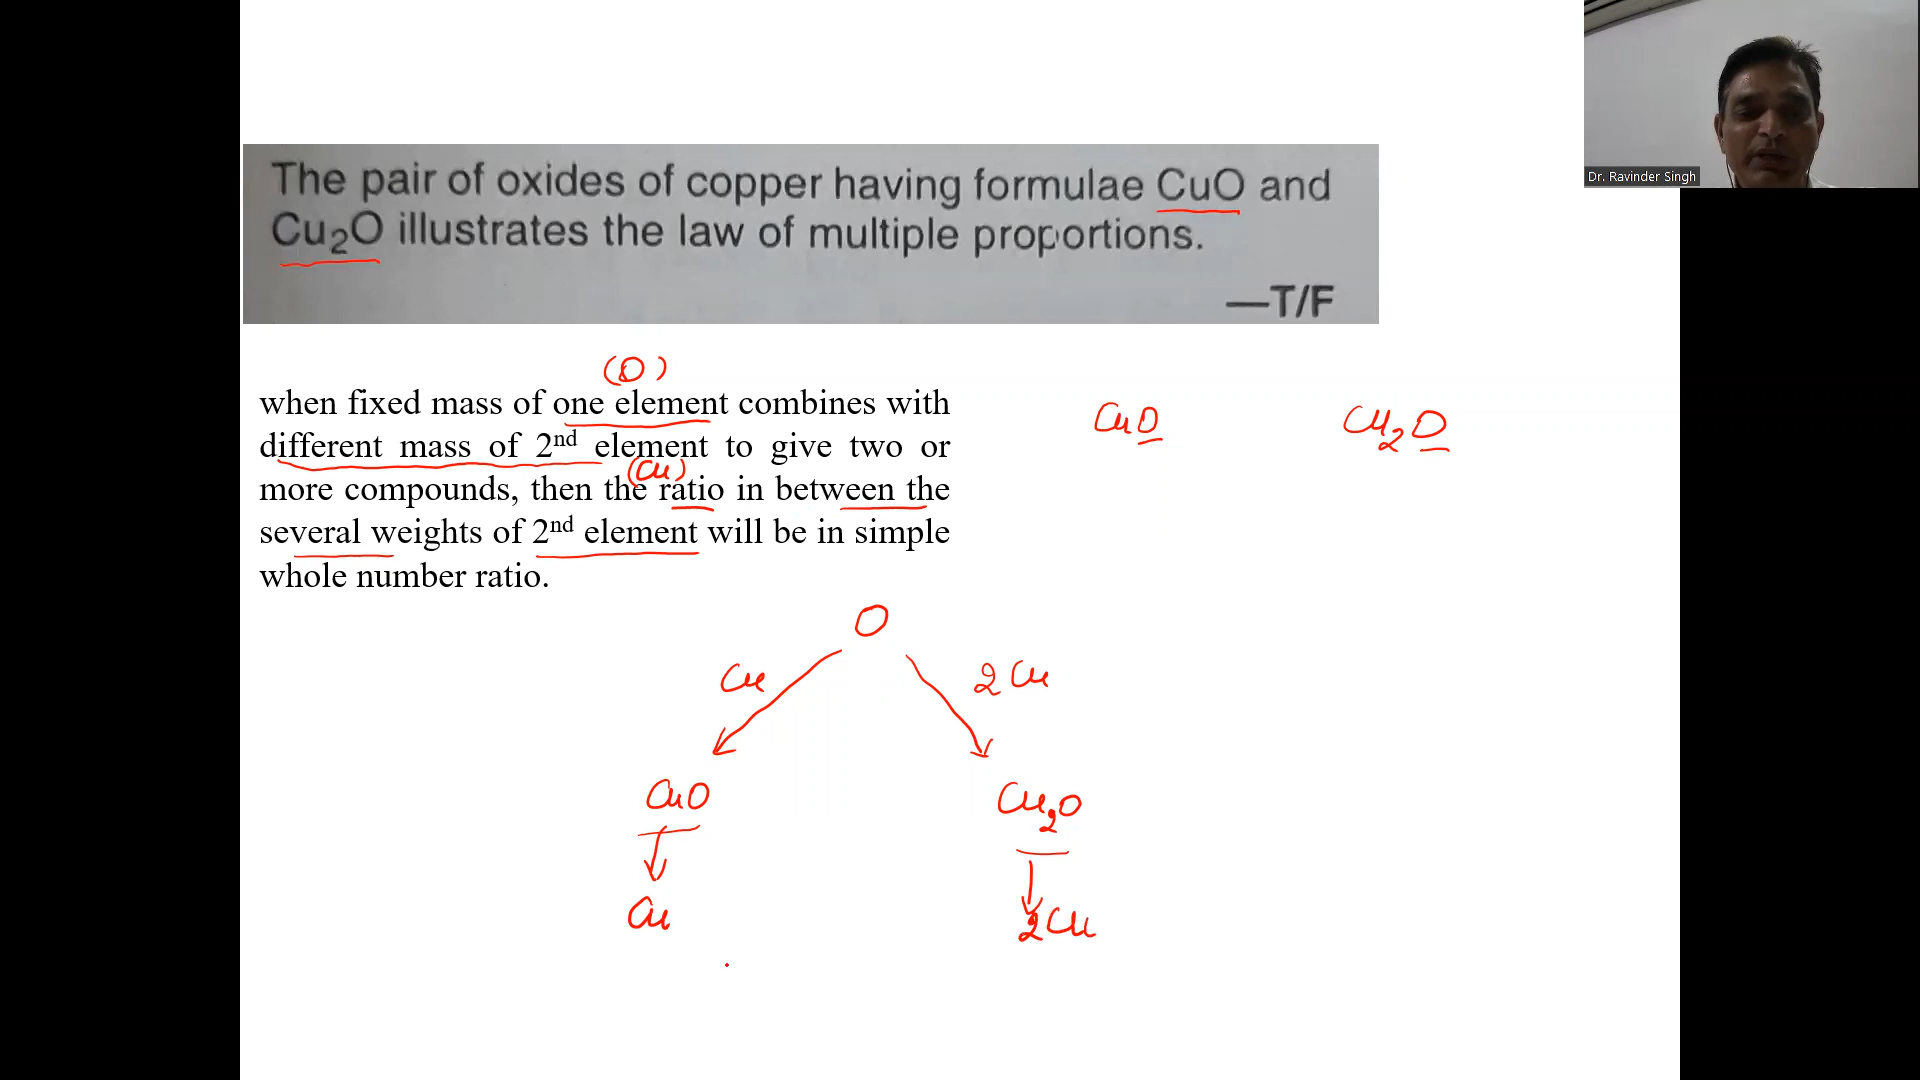 Dr. Ravinder Singh
The pair of oxides of copper having formulae CuO and
Cu₂O illustrates the law of multiple proportions.
—T/F
(O)
when fixed mass of one element combines with
different mass of 2nd element to give two or
(Cu)
more compounds, then the ratio in between the
several weights of 2nd element will be in simple
whole number ratio.
CuO Cu₂O
O
Cu 2Cu
CuO Cu₂O
Cu 2Cu